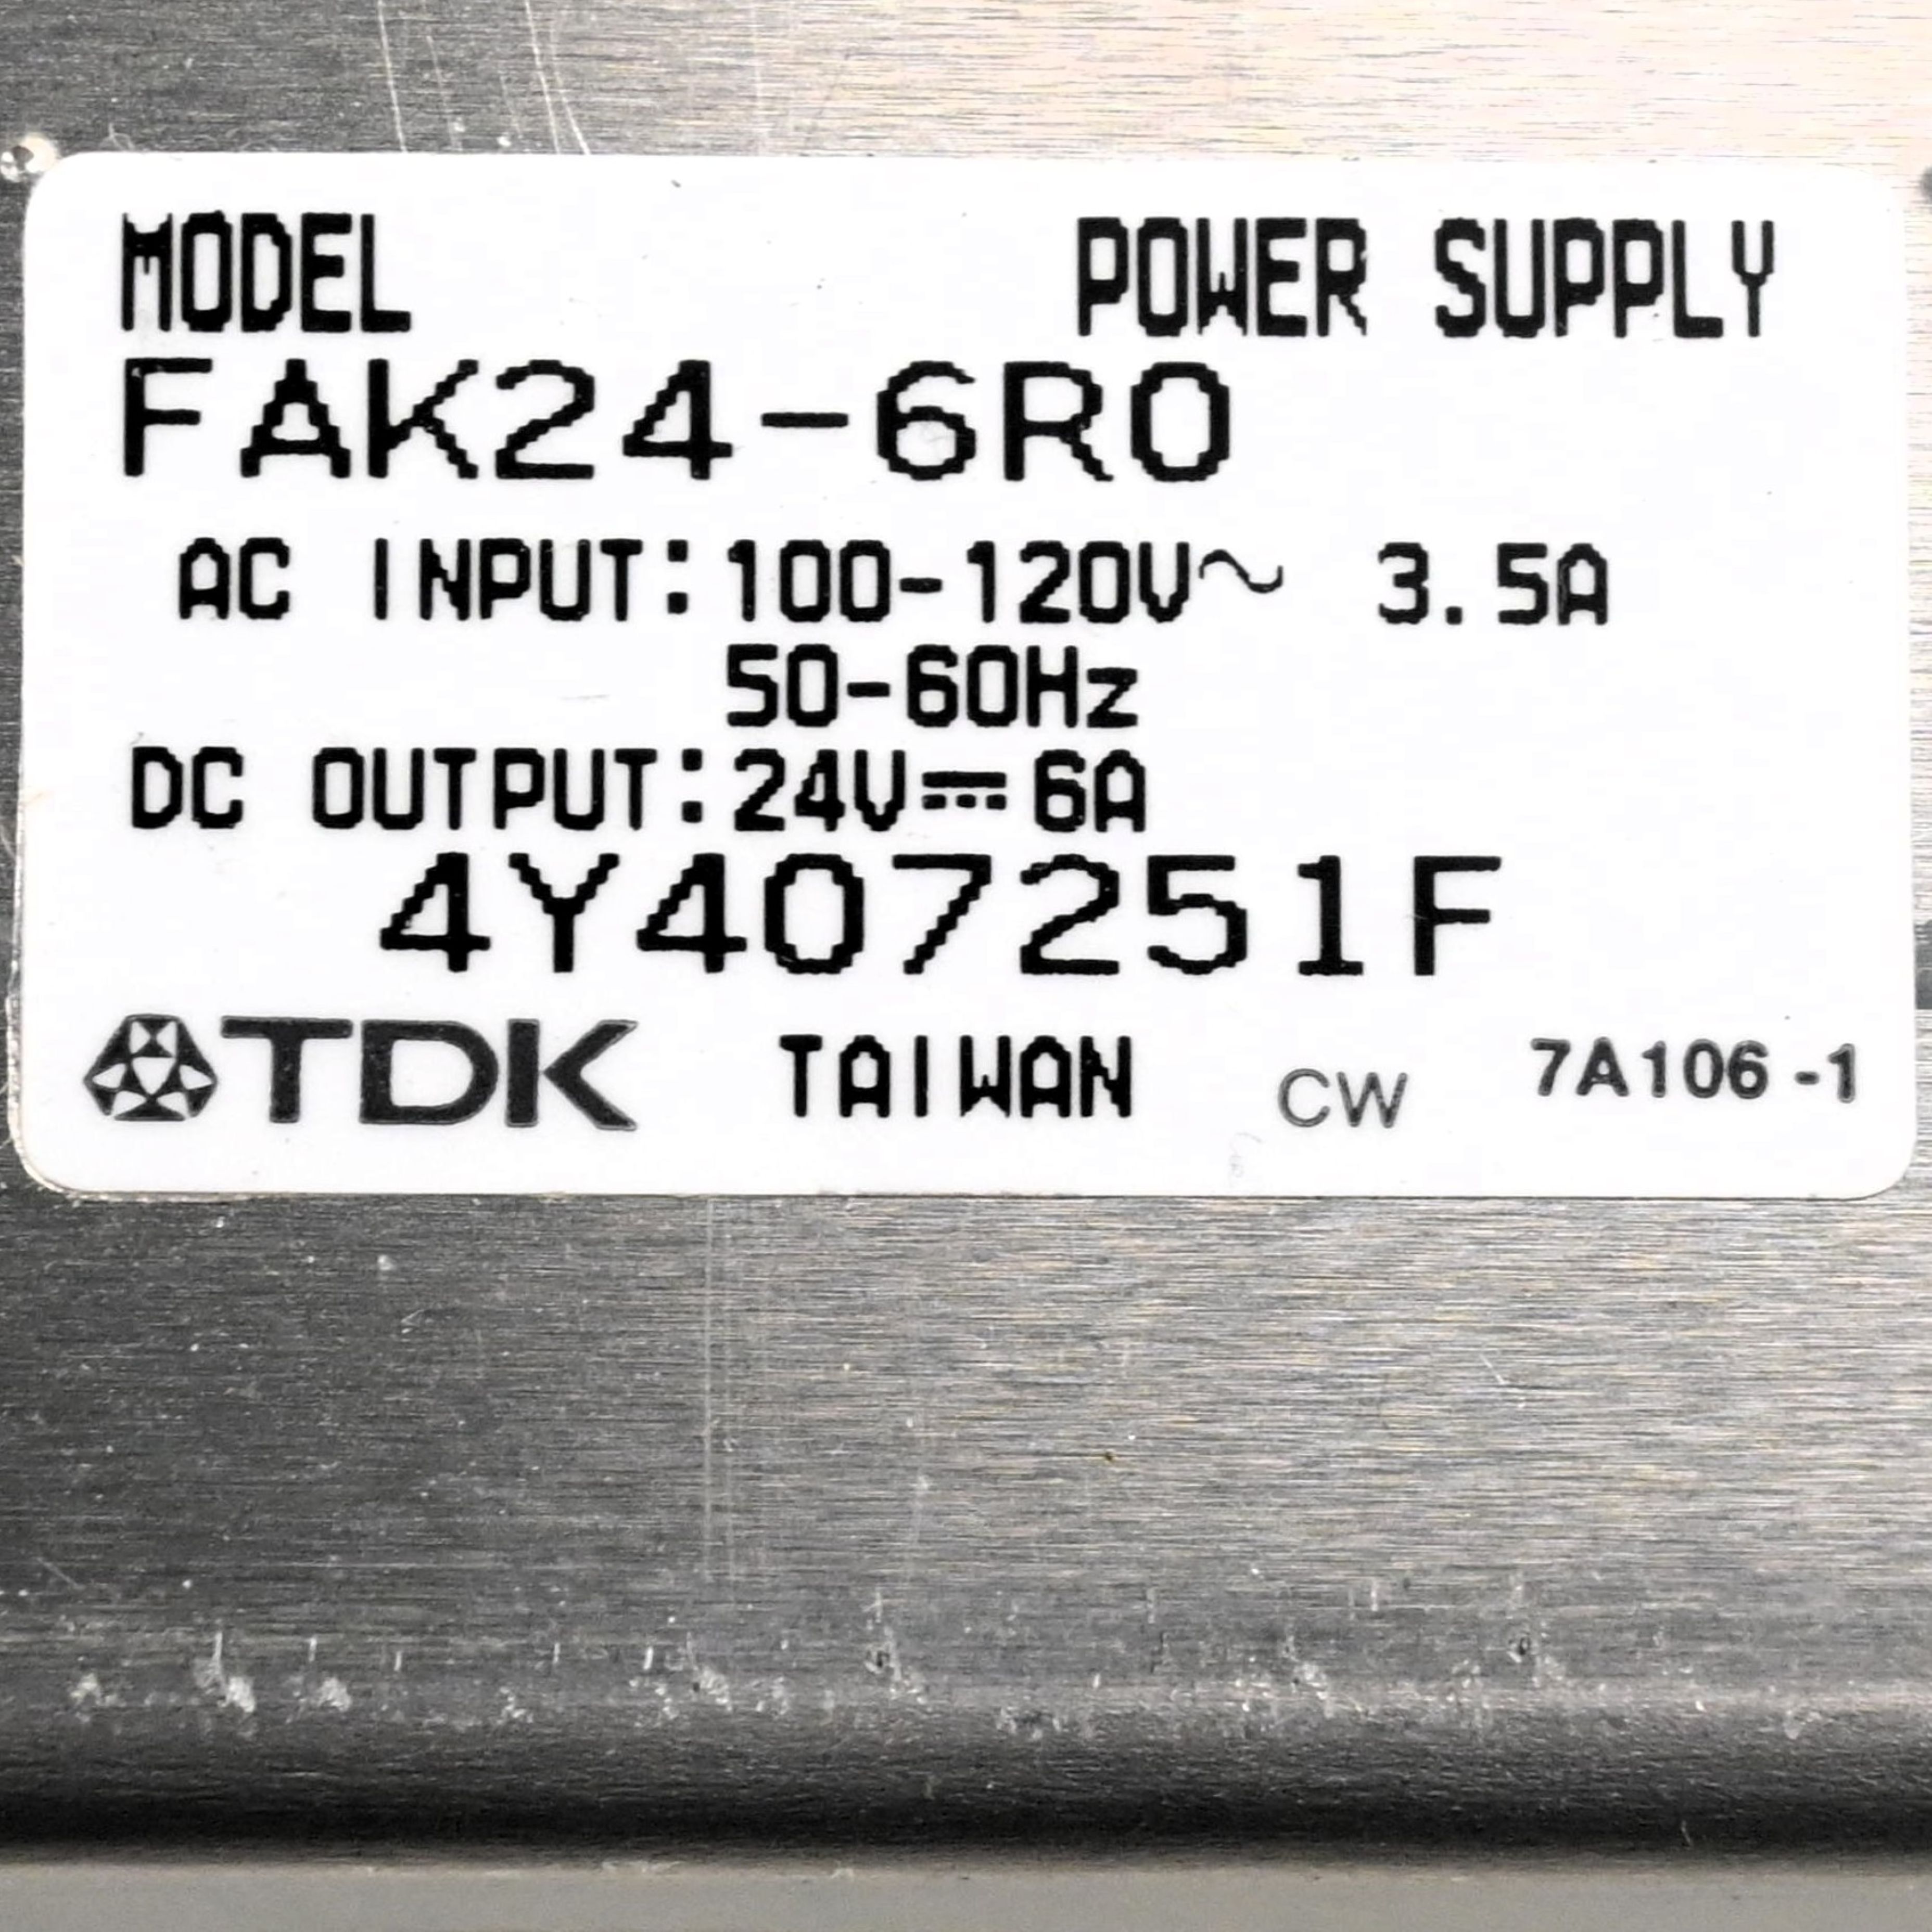 MODEL POWER SUPPLY
FAK24-6R0
AC INPUT:100-120V~ 3.5A
50-60Hz
DC OUTPUT:24V⎓6A
4Y407251F
TDK TAIWAN CW 7A106-1